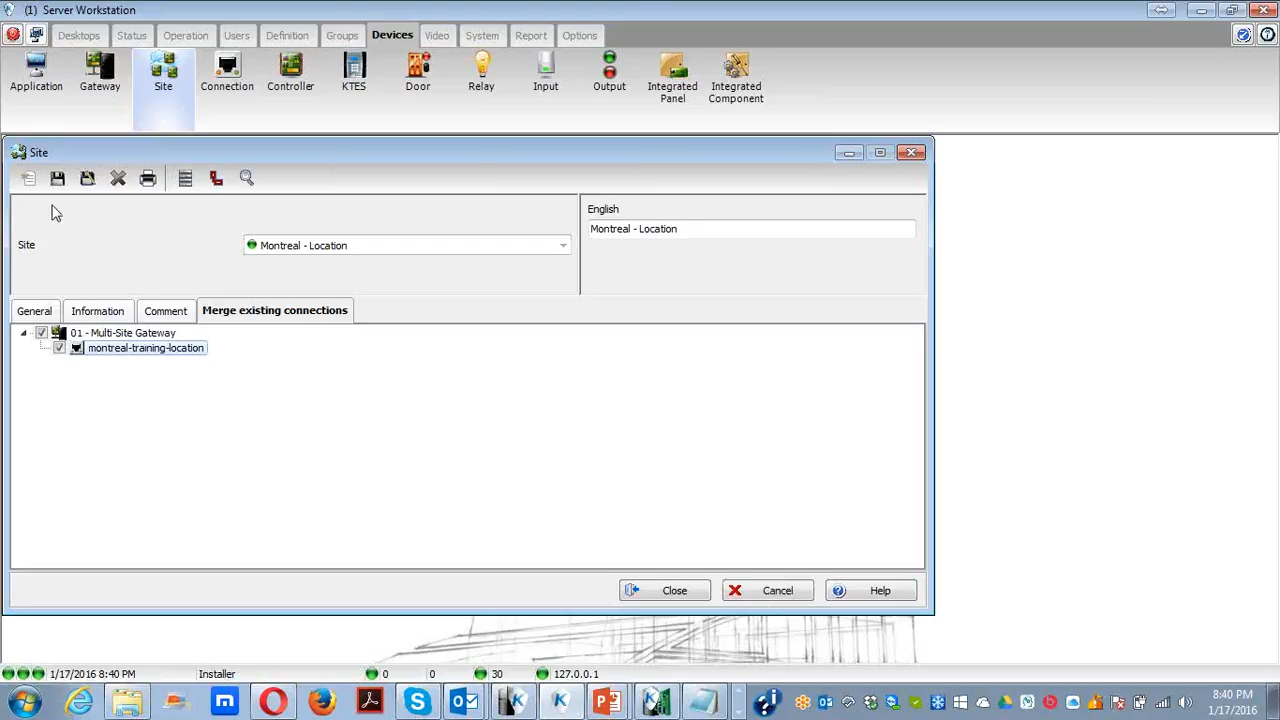 (1) Server Workstation
Desktops Status Operation Users Definition Groups Devices Video System Report Options
Application Gateway Site Connection Controller KTES Door Relay Input Output Integrated Panel Integrated Component
Site
English
Montreal - Location
Site Montreal - Location
General Information Comment Merge existing connections
01 - Multi-Site Gateway
montreal-training-location
Close Cancel Help
1/17/2016 8:40 PM Installer 0 0 30 127.0.0.1
8:40 PM
1/17/2016